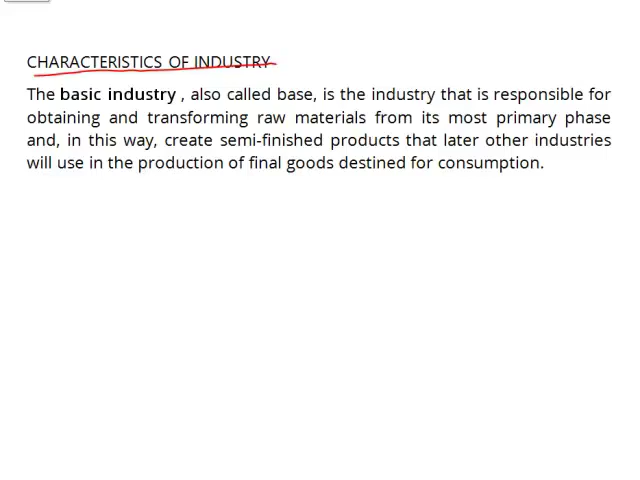 CHARACTERISTICS OF INDUSTRY
The basic industry , also called base, is the industry that is responsible for
obtaining and transforming raw materials from its most primary phase
and, in this way, create semi-finished products that later other industries
will use in the production of final goods destined for consumption.